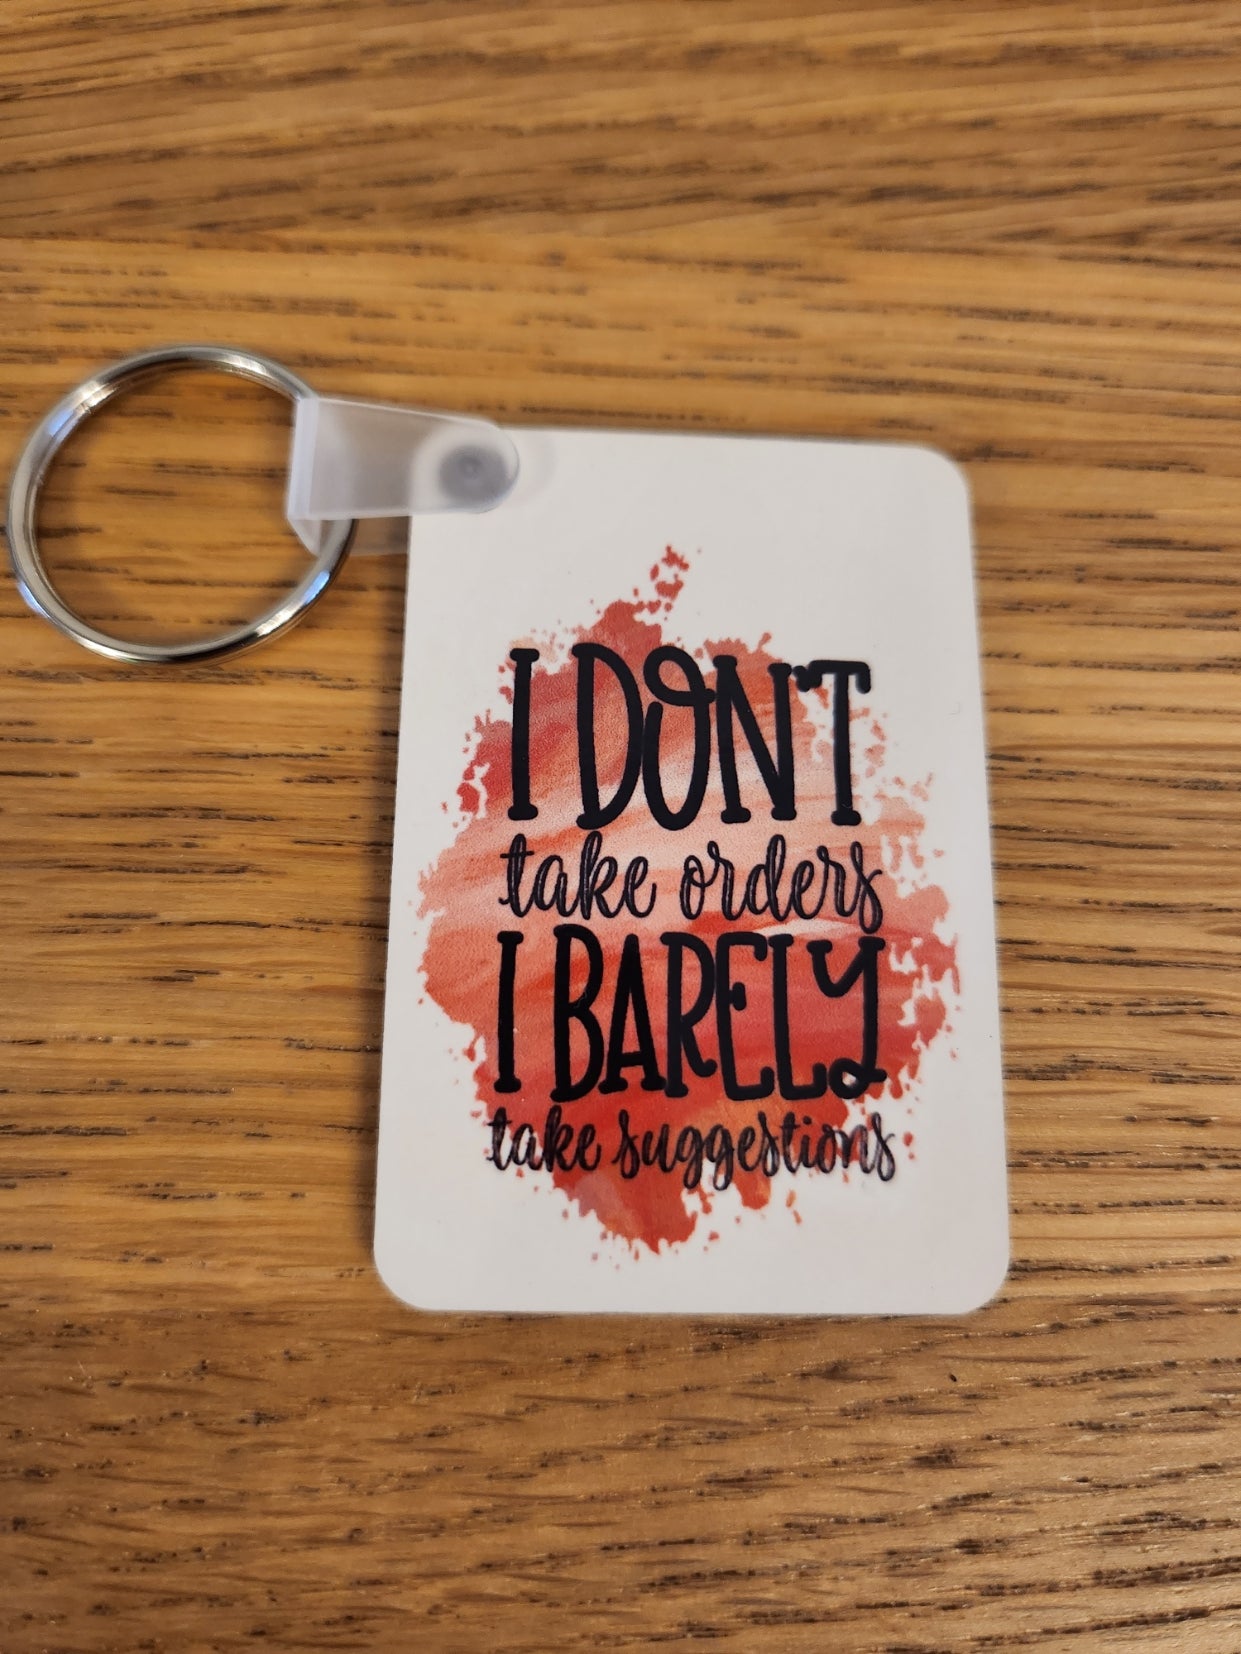 I DON'T
take orders
I BARELY
take suggestions